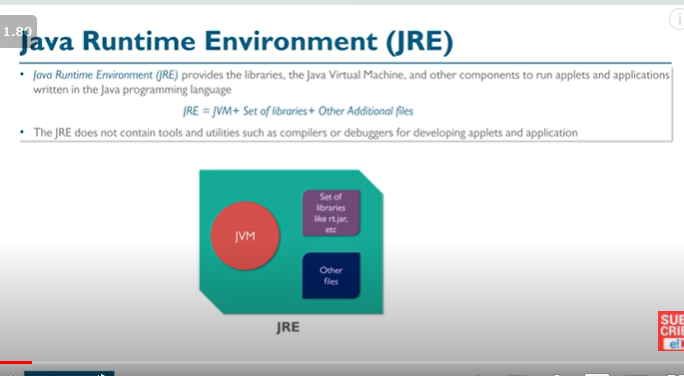 1.80
Java Runtime Environment (JRE)
• Java Runtime Environment (JRE) provides the libraries, the Java Virtual Machine, and other components to run applets and applications
written in the Java programming language
JRE = JVM+ Set of libraries+ Other Additional files
• The JRE does not contain tools and utilities such as compilers or debuggers for developing applets and application
Set of
libraries
like rt.jar,
etc
JVM
Other
files
JRE
SUB
CRIB
e!